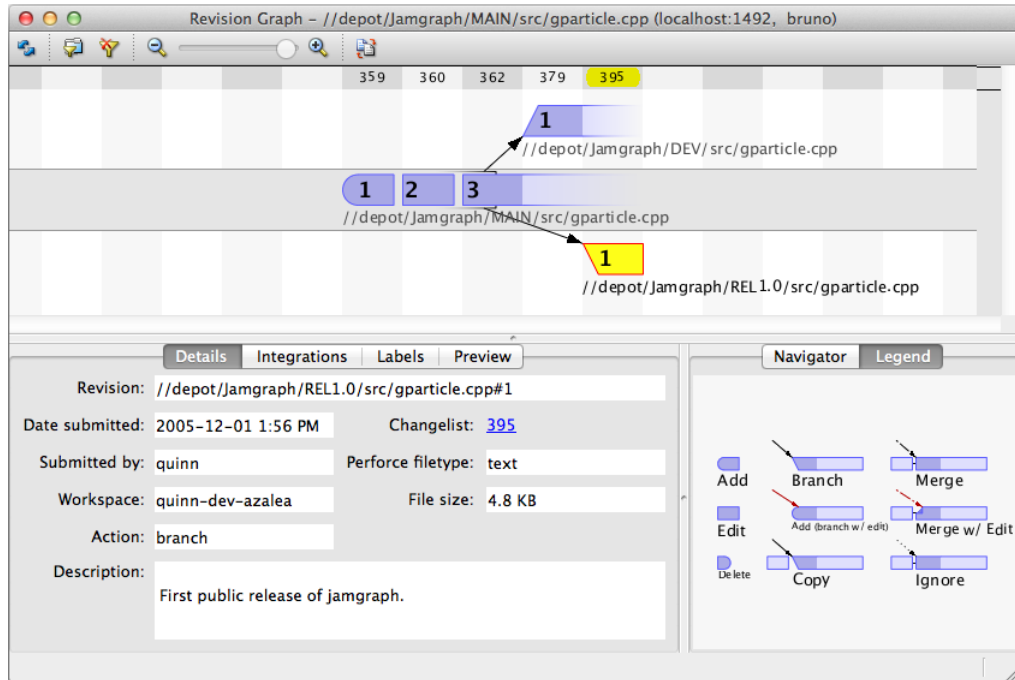 Revision Graph – //depot/Jamgraph/MAIN/src/gparticle.cpp (localhost:1492, bruno)
359 360 362 379 395
1
//depot/Jamgraph/DEV/src/gparticle.cpp
1 2 3
//depot/Jamgraph/MAIN/src/gparticle.cpp
1
//depot/Jamgraph/REL1.0/src/gparticle.cpp
Details Integrations Labels Preview
Revision: //depot/Jamgraph/REL1.0/src/gparticle.cpp#1
Date submitted: 2005-12-01 1:56 PM Changelist: 395
Submitted by: quinn Perforce filetype: text
Workspace: quinn-dev-azalea File size: 4.8 KB
Action: branch
Description:
First public release of jamgraph.
Navigator Legend
Add Branch Merge
Edit Add (branch w/ edit) Merge w/ Edit
Delete Copy Ignore